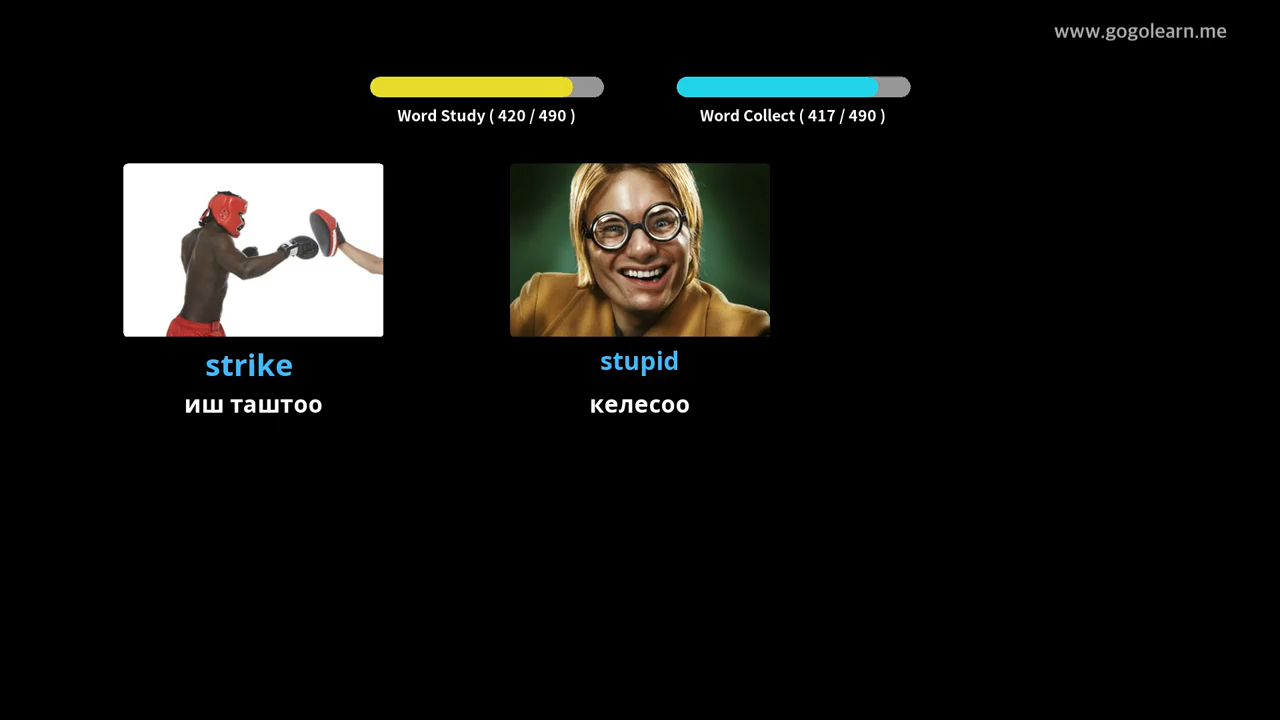 www.gogolearn.me
Word Study ( 420 / 490 )
Word Collect ( 417 / 490 )
strike
stupid
иш таштоо
келесоо